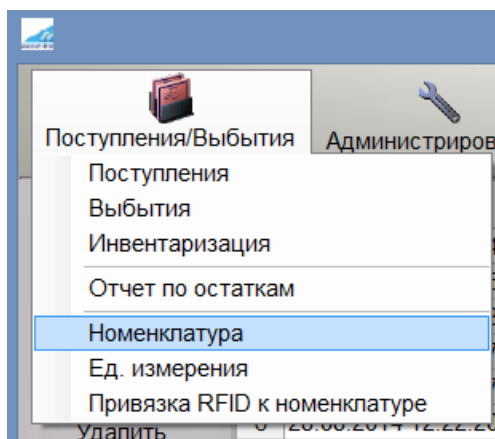 Поступления/Выбытия
Администриров
Поступления
Выбытия
Инвентаризация
Отчет по остаткам
Номенклатура
Ед. измерения
Привязка RFID к номенклатуре
Удалить